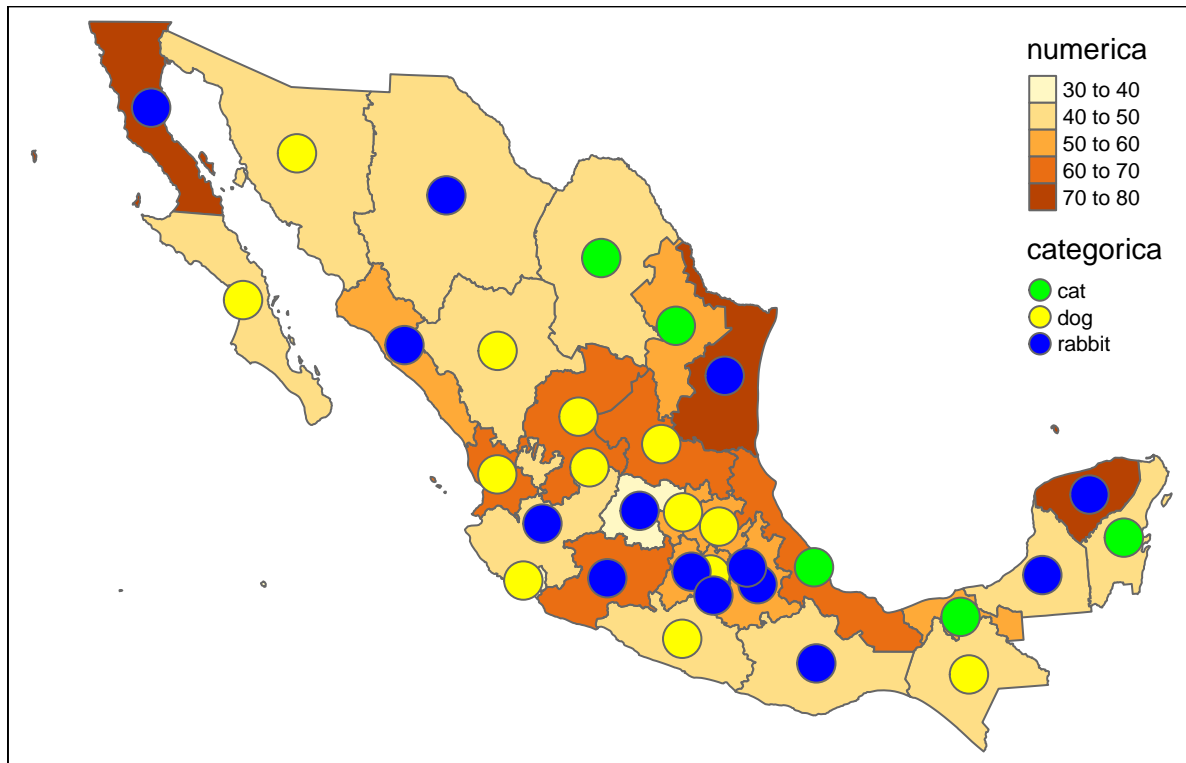 numerica
30 to 40
40 to 50
50 to 60
60 to 70
70 to 80
categorica
cat
dog
rabbit